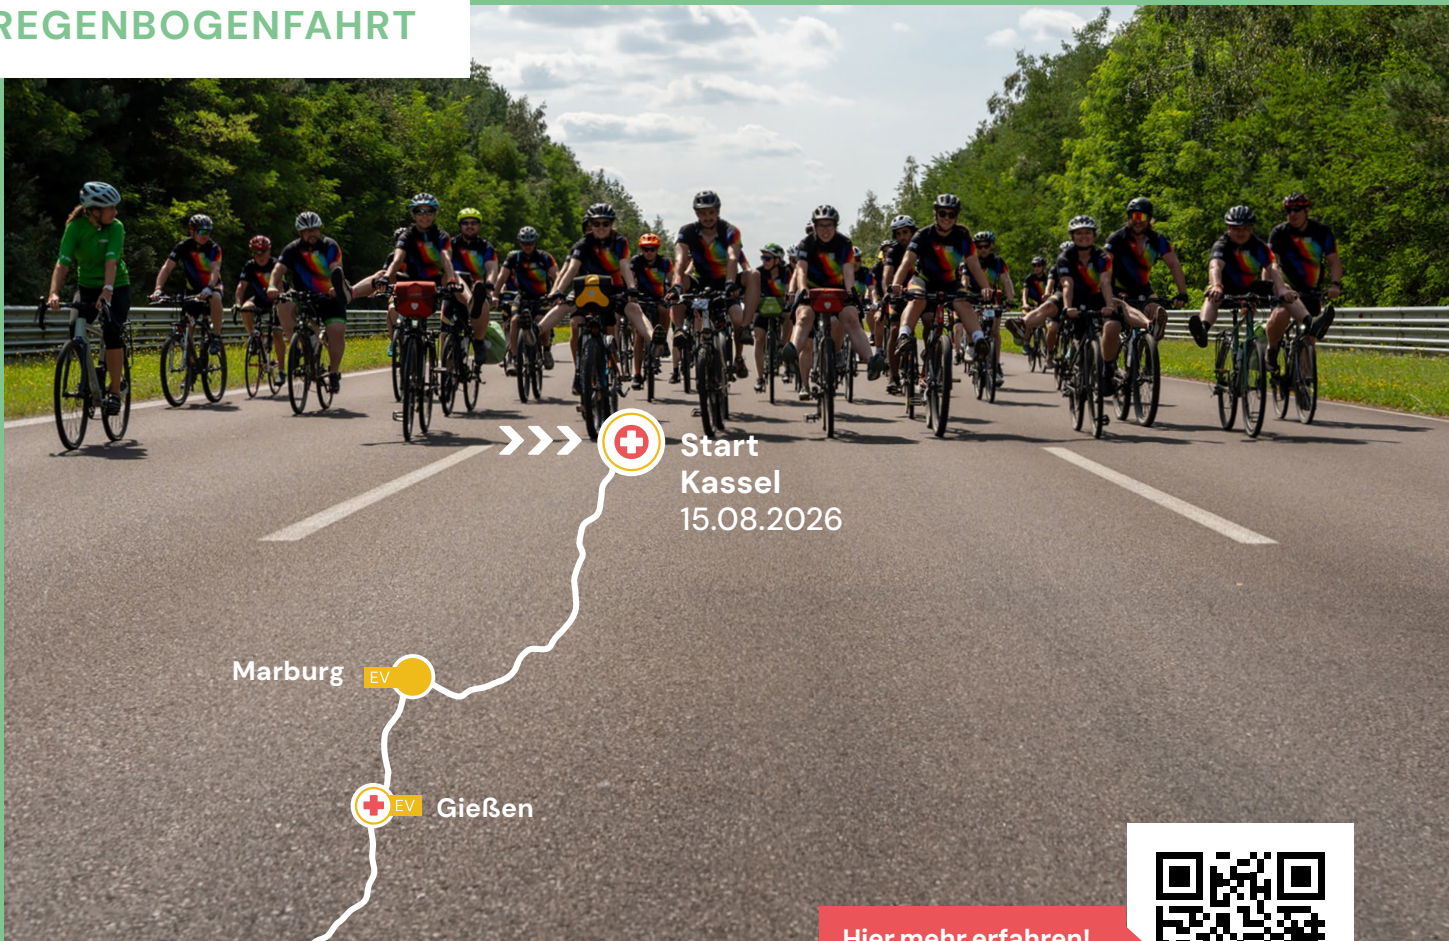 REGENBOGENFAHRT
Start
Kassel
15.08.2026
Marburg
EV
EV
Gießen
Hier mehr erfahren!